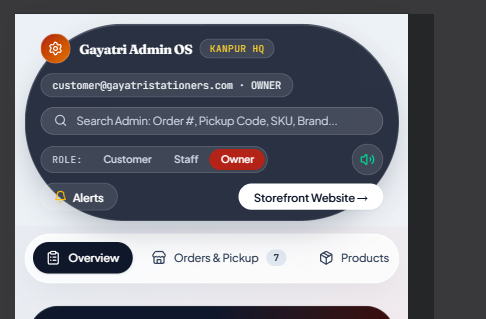 Gayatri Admin OS KANPUR HQ
customer@gayatristationers.com · OWNER
Search Admin: Order #, Pickup Code, SKU, Brand...
ROLE: Customer Staff Owner
Alerts Storefront Website →
Overview Orders & Pickup 7 Products